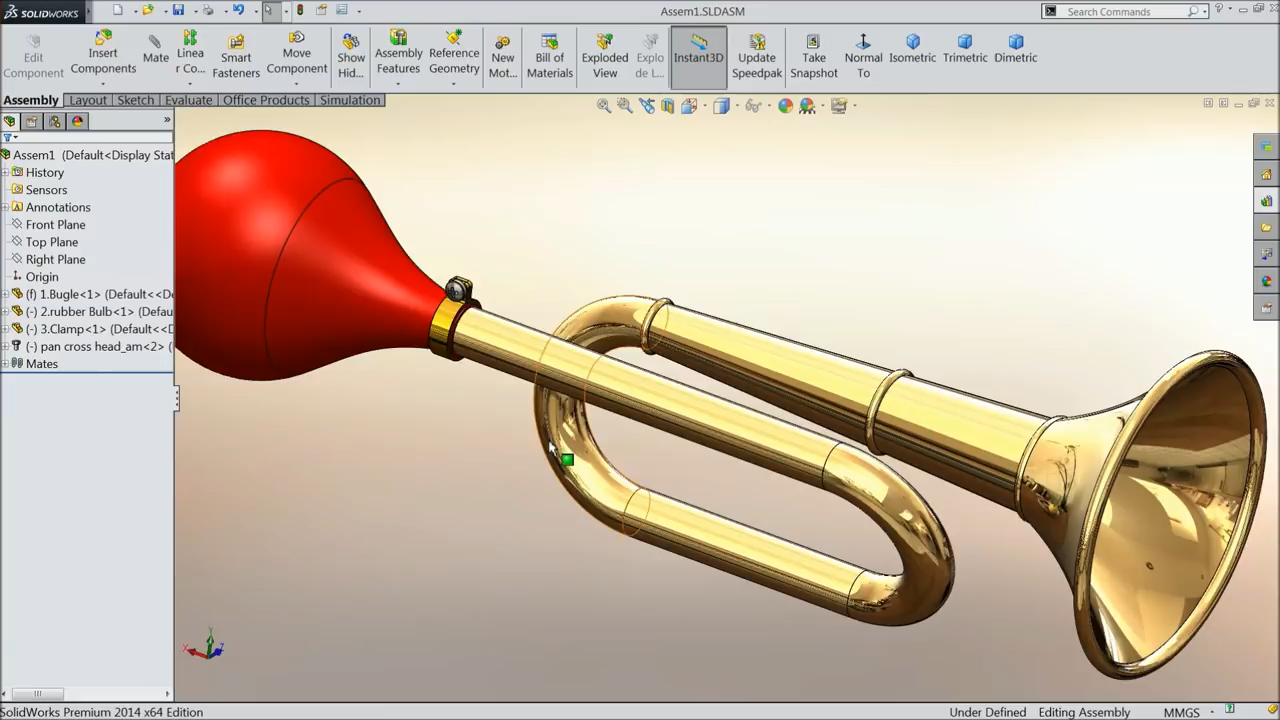 SOLIDWORKS
Assem1.SLDASM
Search Commands
Edit Component
Insert Components
Mate
Linea r Co...
Smart Fasteners
Move Component
Show Hid...
Assembly Features
Reference Geometry
New Mot...
Bill of Materials
Exploded View
Explo de L...
Instant3D
Update Speedpak
Take Snapshot
Normal To
Isometric
Trimetric
Dimetric
Assembly Layout Sketch Evaluate Office Products Simulation
Assem1 (Default<Display Stat
History
Sensors
Annotations
Front Plane
Top Plane
Right Plane
Origin
(f) 1.Bugle<1> (Default<<De
(-) 2.rubber Bulb<1> (Defau
(-) 3.Clamp<1> (Default<<D
(-) pan cross head_am<2> (
Mates
SolidWorks Premium 2014 x64 Edition
Under Defined
Editing Assembly
MMGS